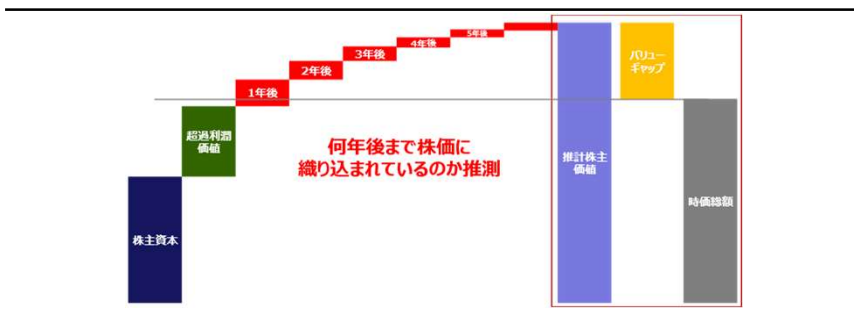 株主資本
超過利潤
価値
1年後
2年後
3年後
4年後
5年後
何年後まで株価に
織り込まれているのか推測
推計株主
価値
バリュー
ギャップ
時価総額